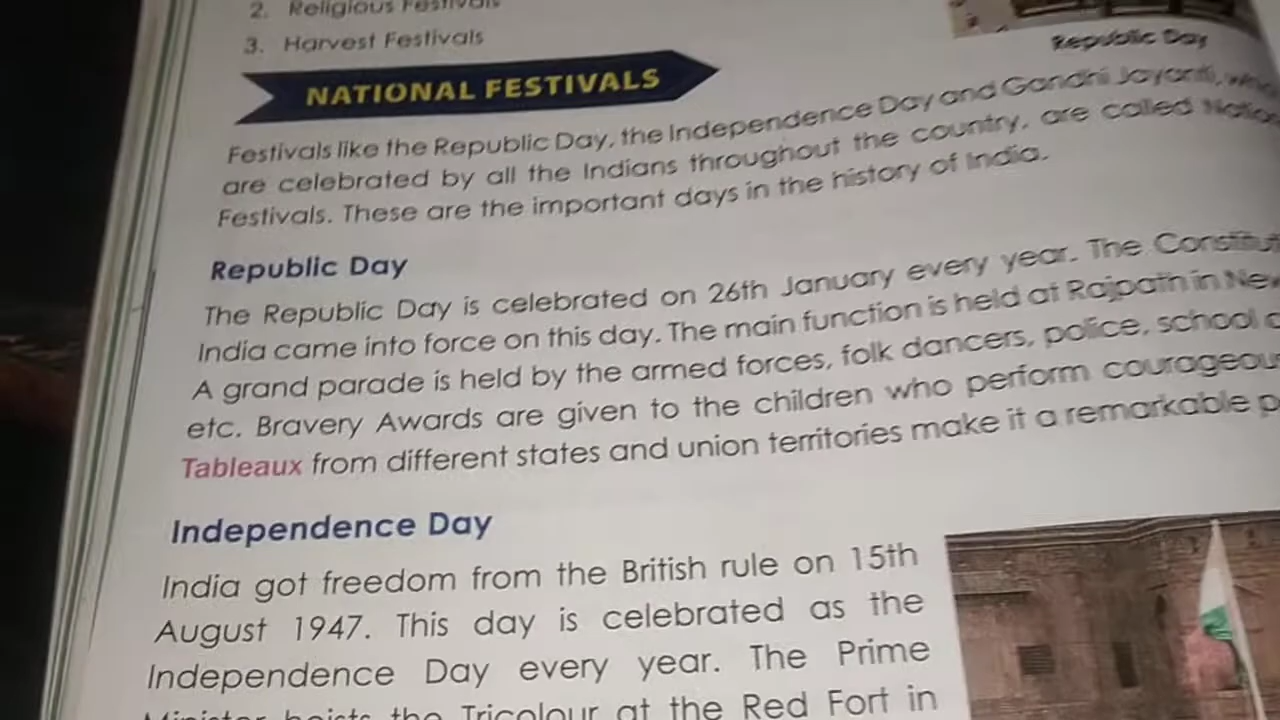 2. Religious Festivals
3. Harvest Festivals
Republic Day
NATIONAL FESTIVALS
Festivals like the Republic Day, the Independence Day and Gandhi Jayanti,
are celebrated by all the Indians throughout the country, are called
Festivals. These are the important days in the history of India.
Republic Day
The Republic Day is celebrated on 26th January every year. The
India came into force on this day. The main function is held at Rajpath in
A grand parade is held by the armed forces, folk dancers, police, school
etc. Bravery Awards are given to the children who perform
Tableaux from different states and union territories make it a remarkable
Independence Day
India got freedom from the British rule on 15th
August 1947. This day is celebrated as the
Independence Day every year. The Prime
Minister hoists the Tricolour at the Red Fort in